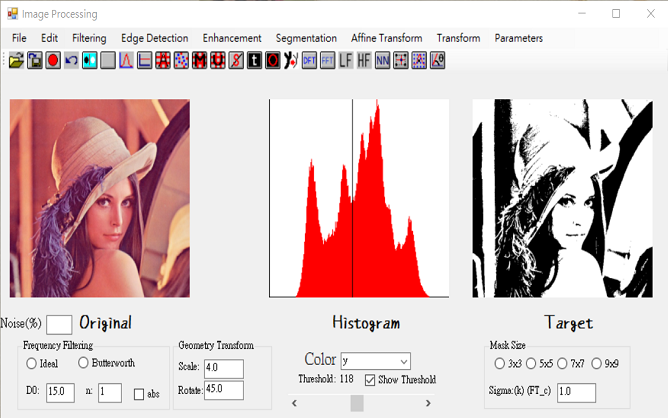 Image Processing
File Edit Filtering Edge Detection Enhancement Segmentation Affine Transform Transform Parameters
DFT FFT LF HF NN
Noise(%) Original Histogram Target
Frequency Filtering Geometry Transform Mask Size
Ideal Butterworth Scale: 4.0 Color y 3x3 5x5 7x7 9x9
D0: 15.0 n: 1 abs Rotate: 45.0 Threshold: 118 Show Threshold Sigma:(k) (FT_c) 1.0